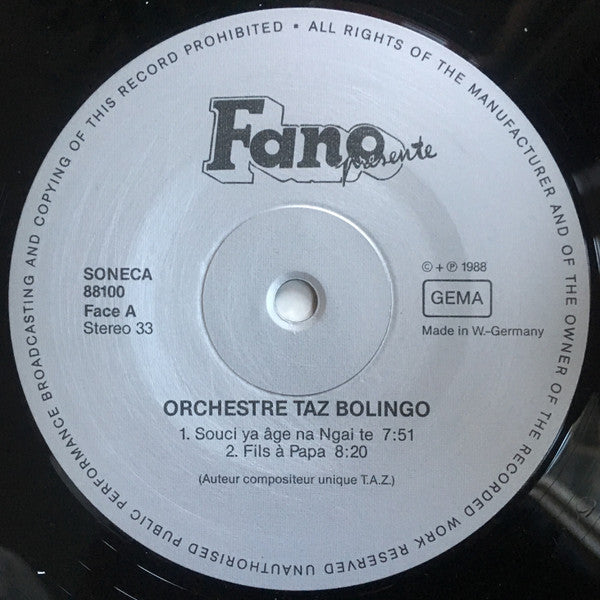 ALL RIGHTS OF THE MANUFACTURER AND OF THE OWNER OF THE RECORDED WORK RESERVED UNAUTHORISED PUBLIC PERFORMANCE BROADCASTING AND COPYING OF THIS RECORD PROHIBITED •
Fano
présente
SONECA
88100
Face A
Stereo 33
© + ℗ 1988
GEMA
Made in W.-Germany
ORCHESTRE TAZ BOLINGO
1. Souci ya âge na Ngai te 7:51
2. Fils à Papa 8:20
(Auteur compositeur unique T.A.Z.)